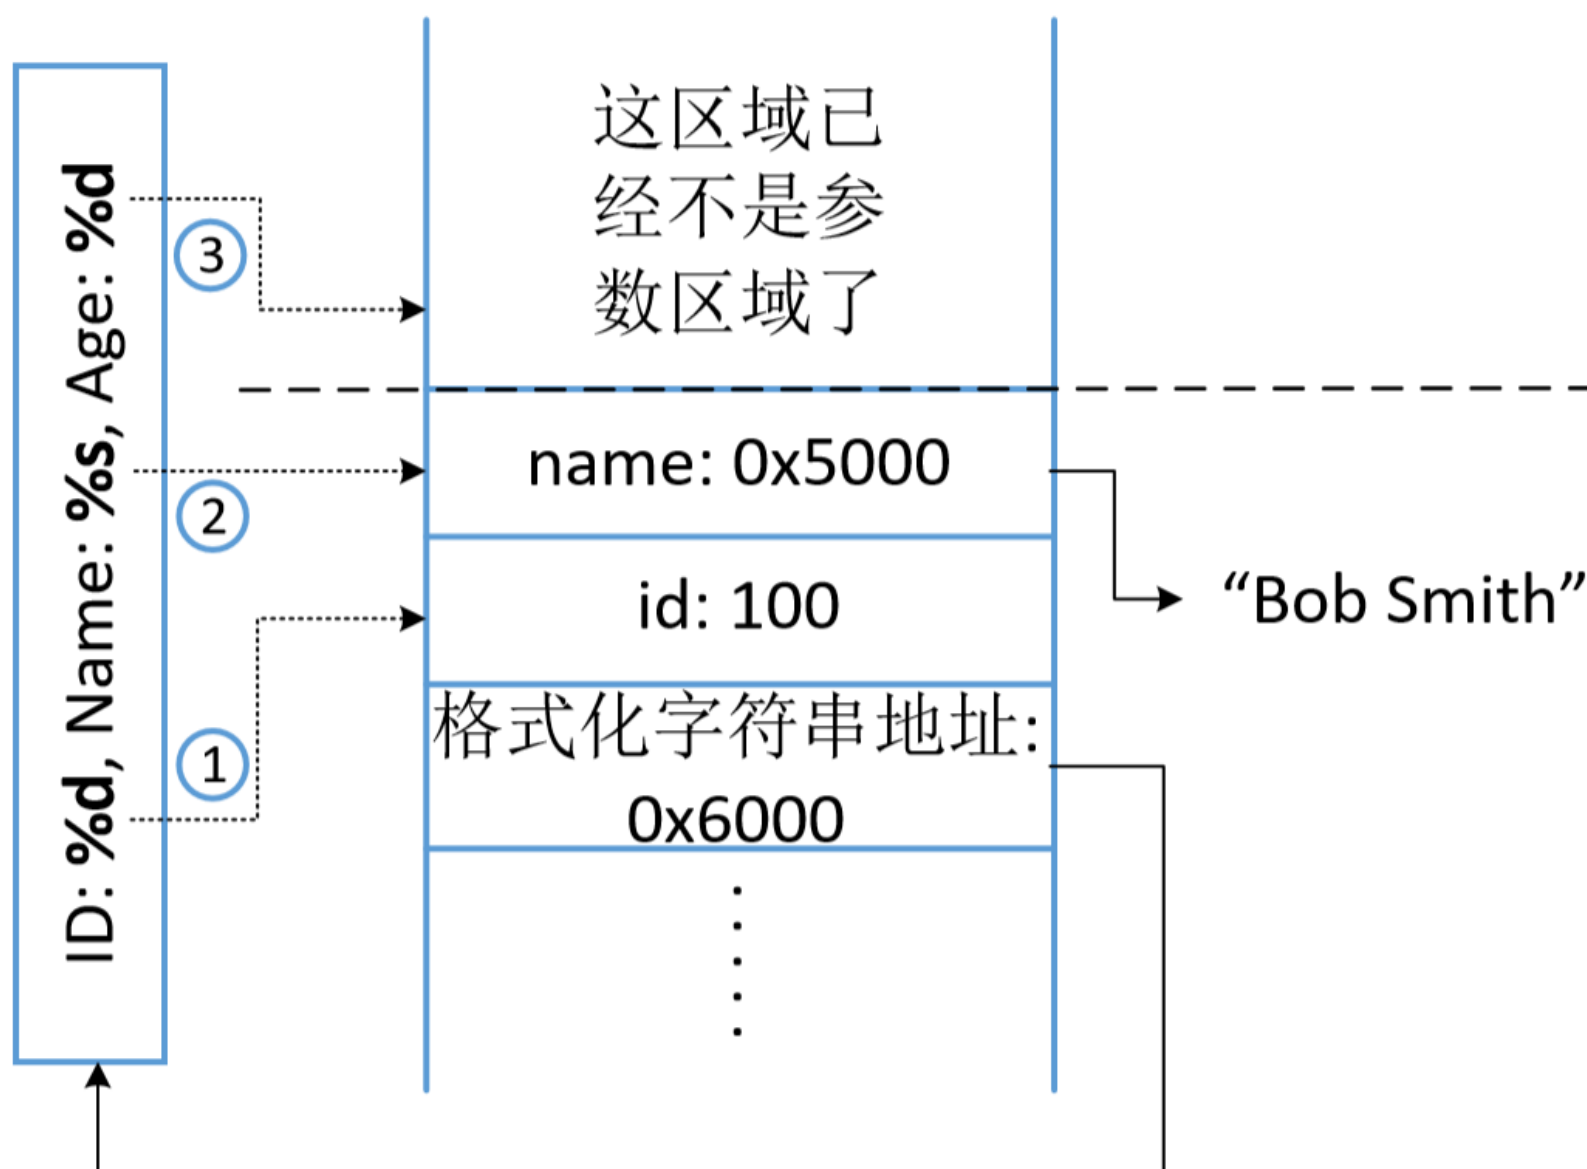 ID: %d, Name: %s, Age: %d
③
②
①
这区域已
经不是参
数区域了
name: 0x5000
id: 100
格式化字符串地址:
0x6000
“Bob Smith”